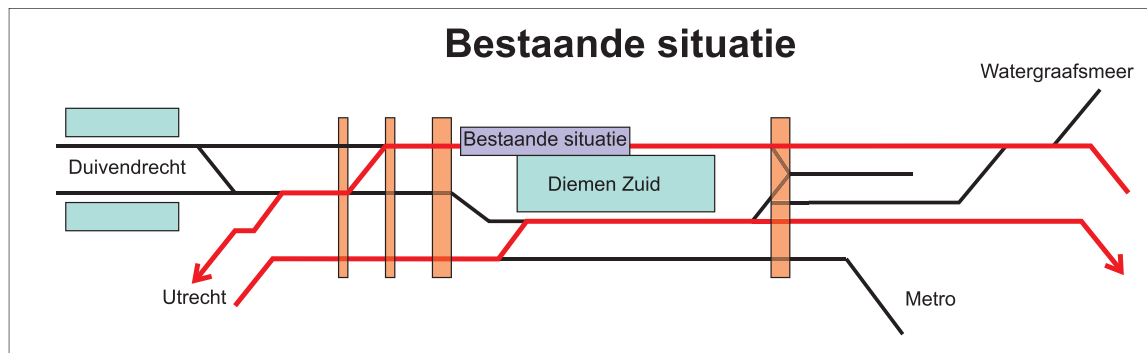 Bestaande situatie
Watergraafsmeer
Bestaande situatie
Duivendrecht
Diemen Zuid
Utrecht
Metro